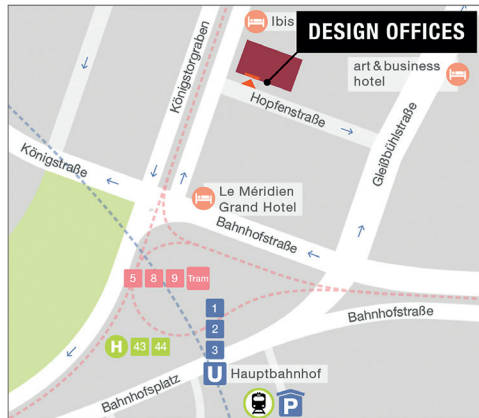 Ibis
DESIGN OFFICES
art & business
hotel
Königstorgraben
Hopfenstraße
Gleißbühlstraße
Königstraße
Le Méridien
Grand Hotel
Bahnhofstraße
5 8 9 Tram
1
2
3
H 43 44
U Hauptbahnhof
Bahnhofstraße
Bahnhofsplatz
P